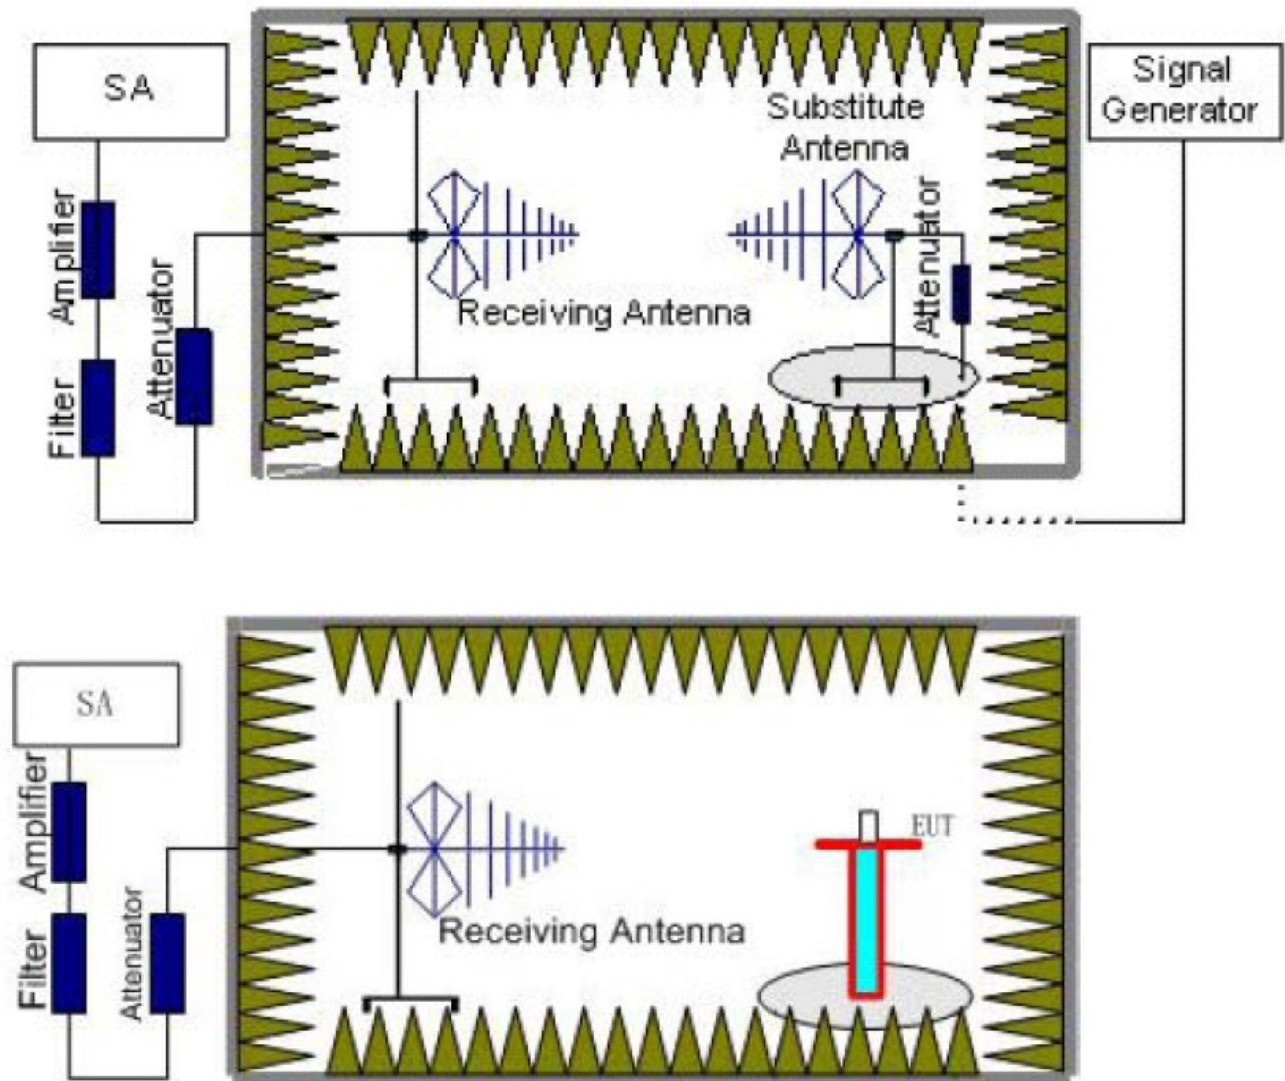 SA
Signal
Generator
Substitute
Antenna
Amplifier
Attenuator
Attenuator
Receiving Antenna
Filter
SA
Amplifier
EUT
Receiving Antenna
Filter
Attenuator